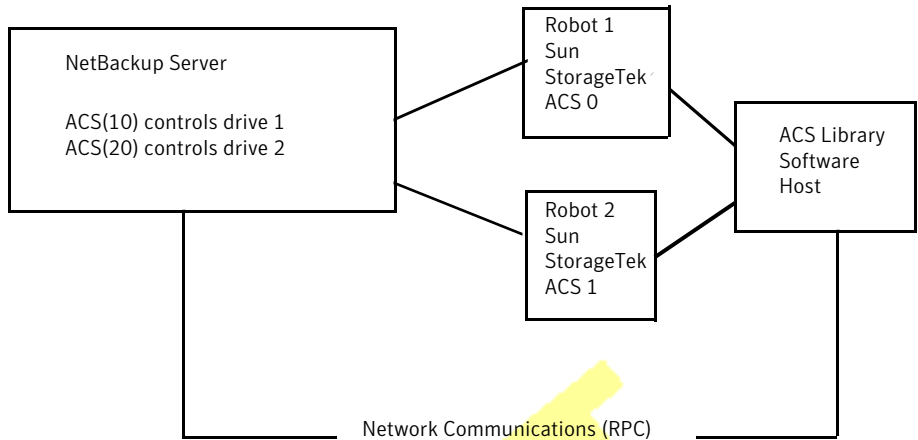 NetBackup Server
ACS(10) controls drive 1
ACS(20) controls drive 2
Robot 1
Sun
StorageTek
ACS 0
Robot 2
Sun
StorageTek
ACS 1
ACS Library
Software
Host
Network Communications (RPC)